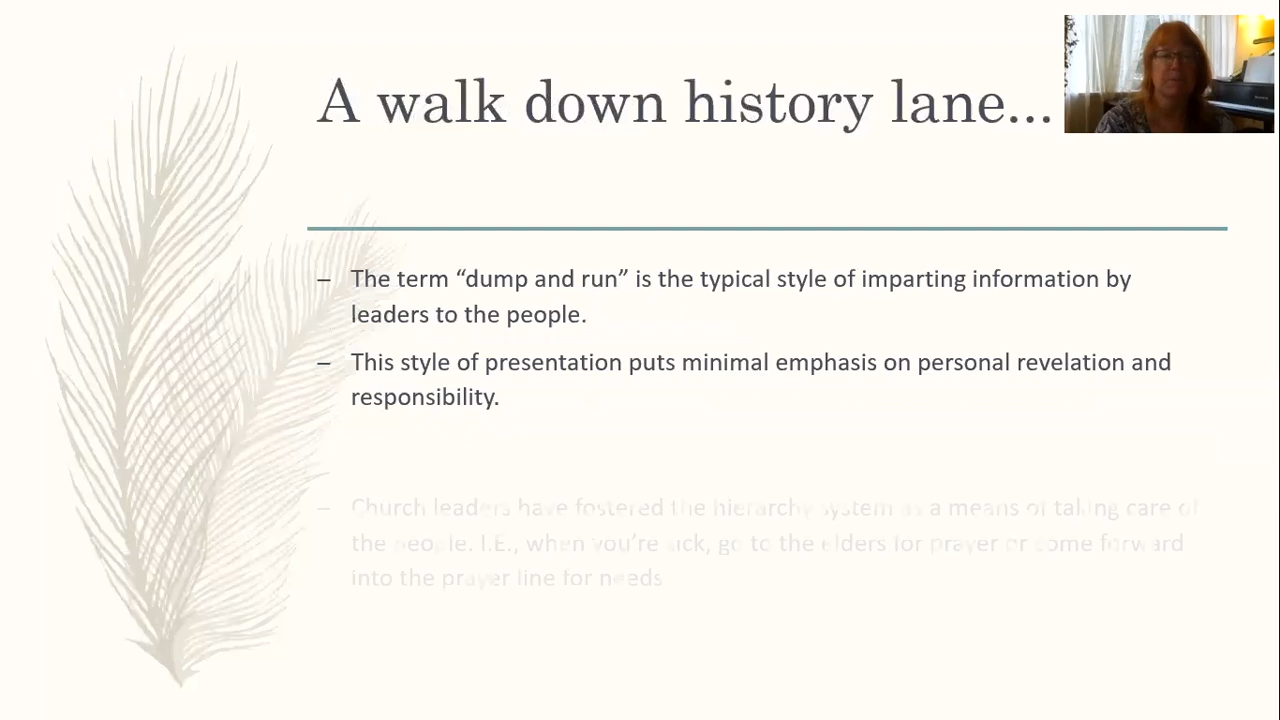 A walk down history lane...
– The term “dump and run” is the typical style of imparting information by
leaders to the people.
– This style of presentation puts minimal emphasis on personal revelation and
responsibility.
– Church leaders have fostered the hierarchy system as a means of taking care of
the people. I.E., when you’re sick, go to the elders for prayer or come forward
into the prayer line for needs